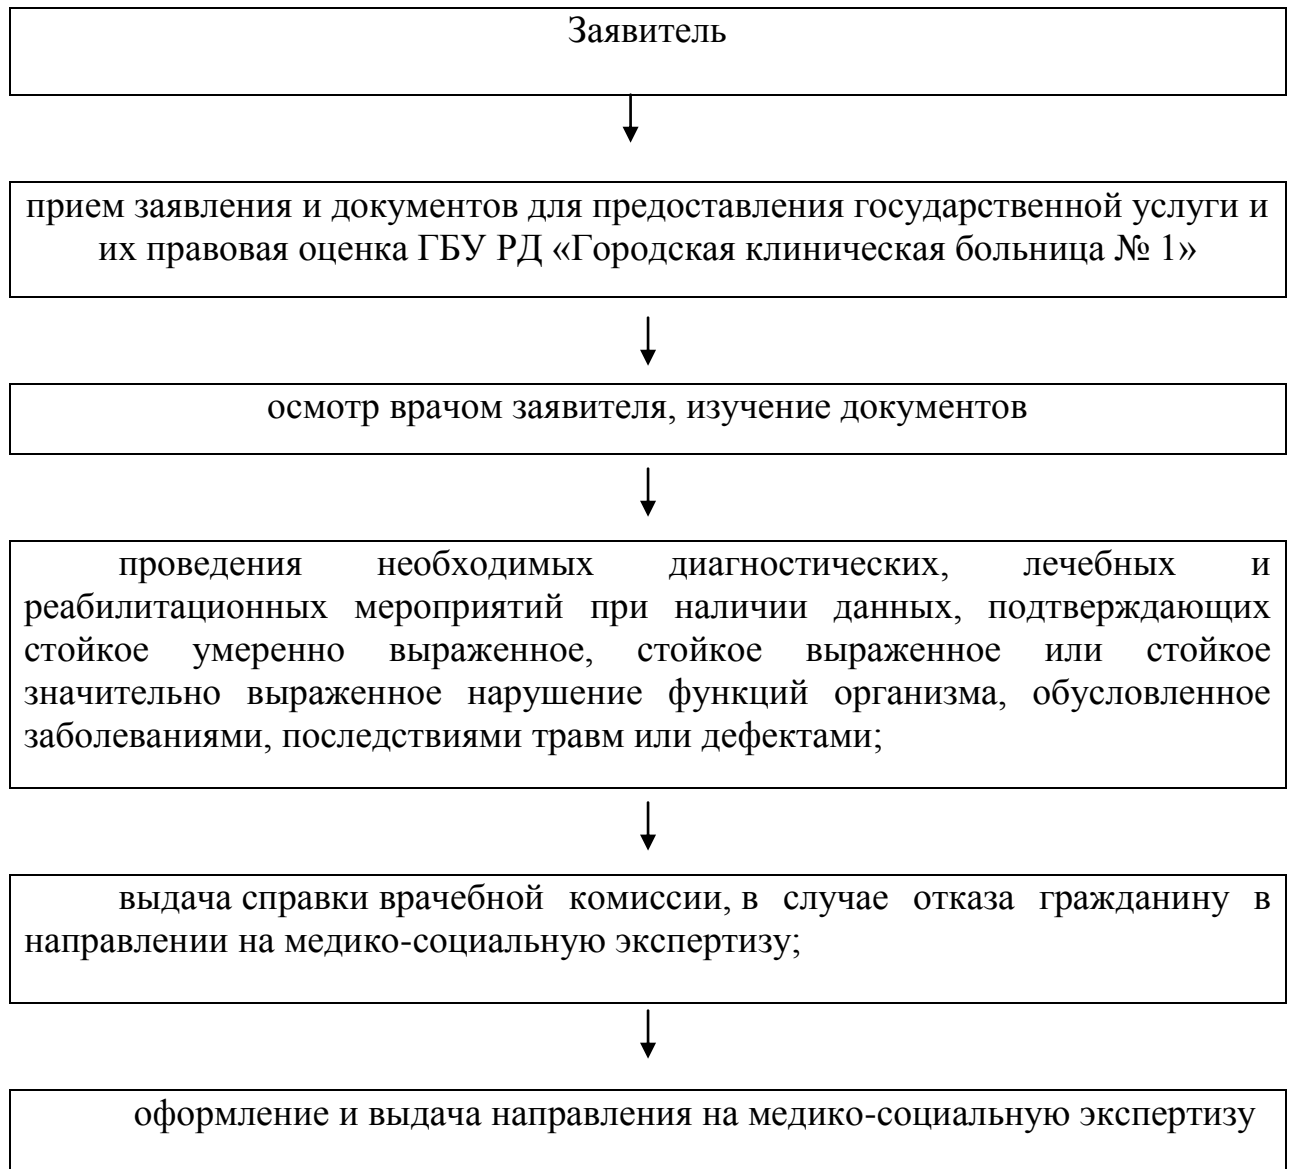 Заявитель
прием заявления и документов для предоставления государственной услуги и
их правовая оценка ГБУ РД «Городская клиническая больница № 1»
осмотр врачом заявителя, изучение документов
проведения необходимых диагностических, лечебных и
реабилитационных мероприятий при наличии данных, подтверждающих
стойкое умеренно выраженное, стойкое выраженное или стойкое
значительно выраженное нарушение функций организма, обусловленное
заболеваниями, последствиями травм или дефектами;
выдача справки врачебной комиссии, в случае отказа гражданину в
направлении на медико-социальную экспертизу;
оформление и выдача направления на медико-социальную экспертизу